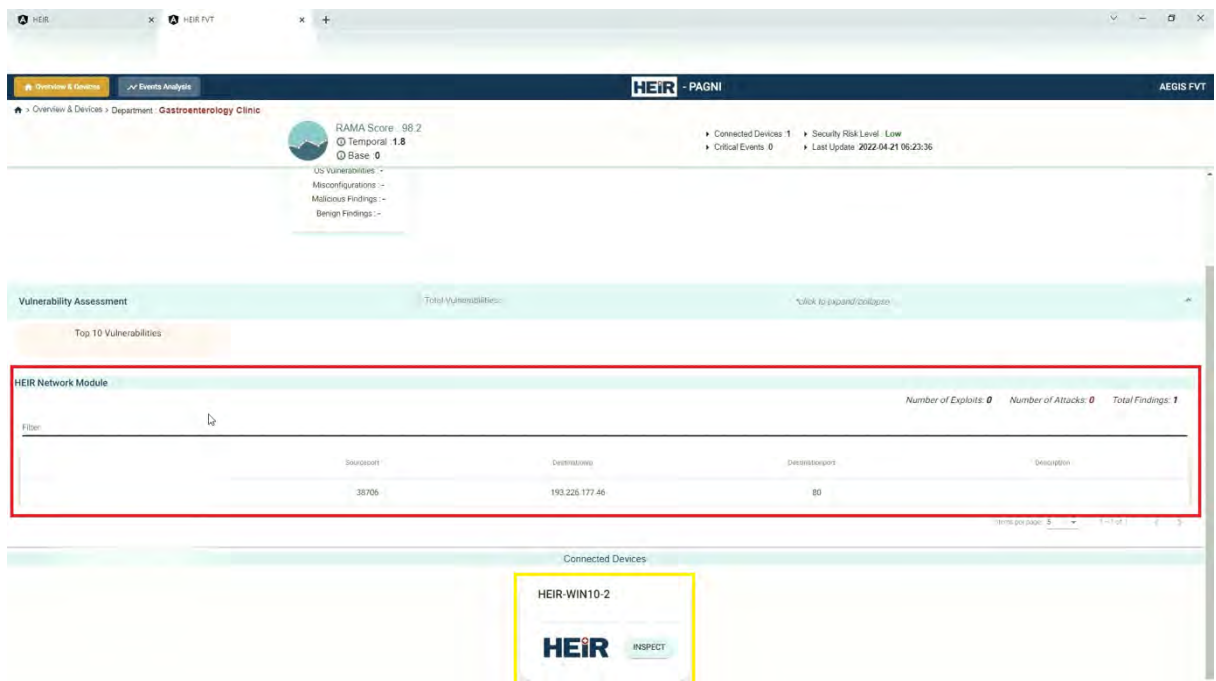 HEIR
HEIR FVT
Overview & Devices
Events Analysis
HEiR - PAGNI
AEGIS FVT
> Overview & Devices > Department : Gastroenterology Clinic
RAMA Score : 98.2
Temporal :1.8
Base :0
Connected Devices :1
Security Risk Level : Low
Critical Events :0
Last Update :2022-04-21 06:23:36
OS Vulnerabilities :-
Misconfigurations :-
Malicious Findings :-
Benign Findings :-
Vulnerability Assessment
Total Vulnerabilities:
*click to expand/collapse
Top 10 Vulnerabilities
HEIR Network Module
Number of Exploits: 0
Number of Attacks: 0
Total Findings: 1
Filter
Sourceport
Destinationip
Destinationport
Description
38706
193.226.177.46
80
Items per page: 5
1 – 1 of 1
Connected Devices
HEIR-WIN10-2
HEiR
INSPECT